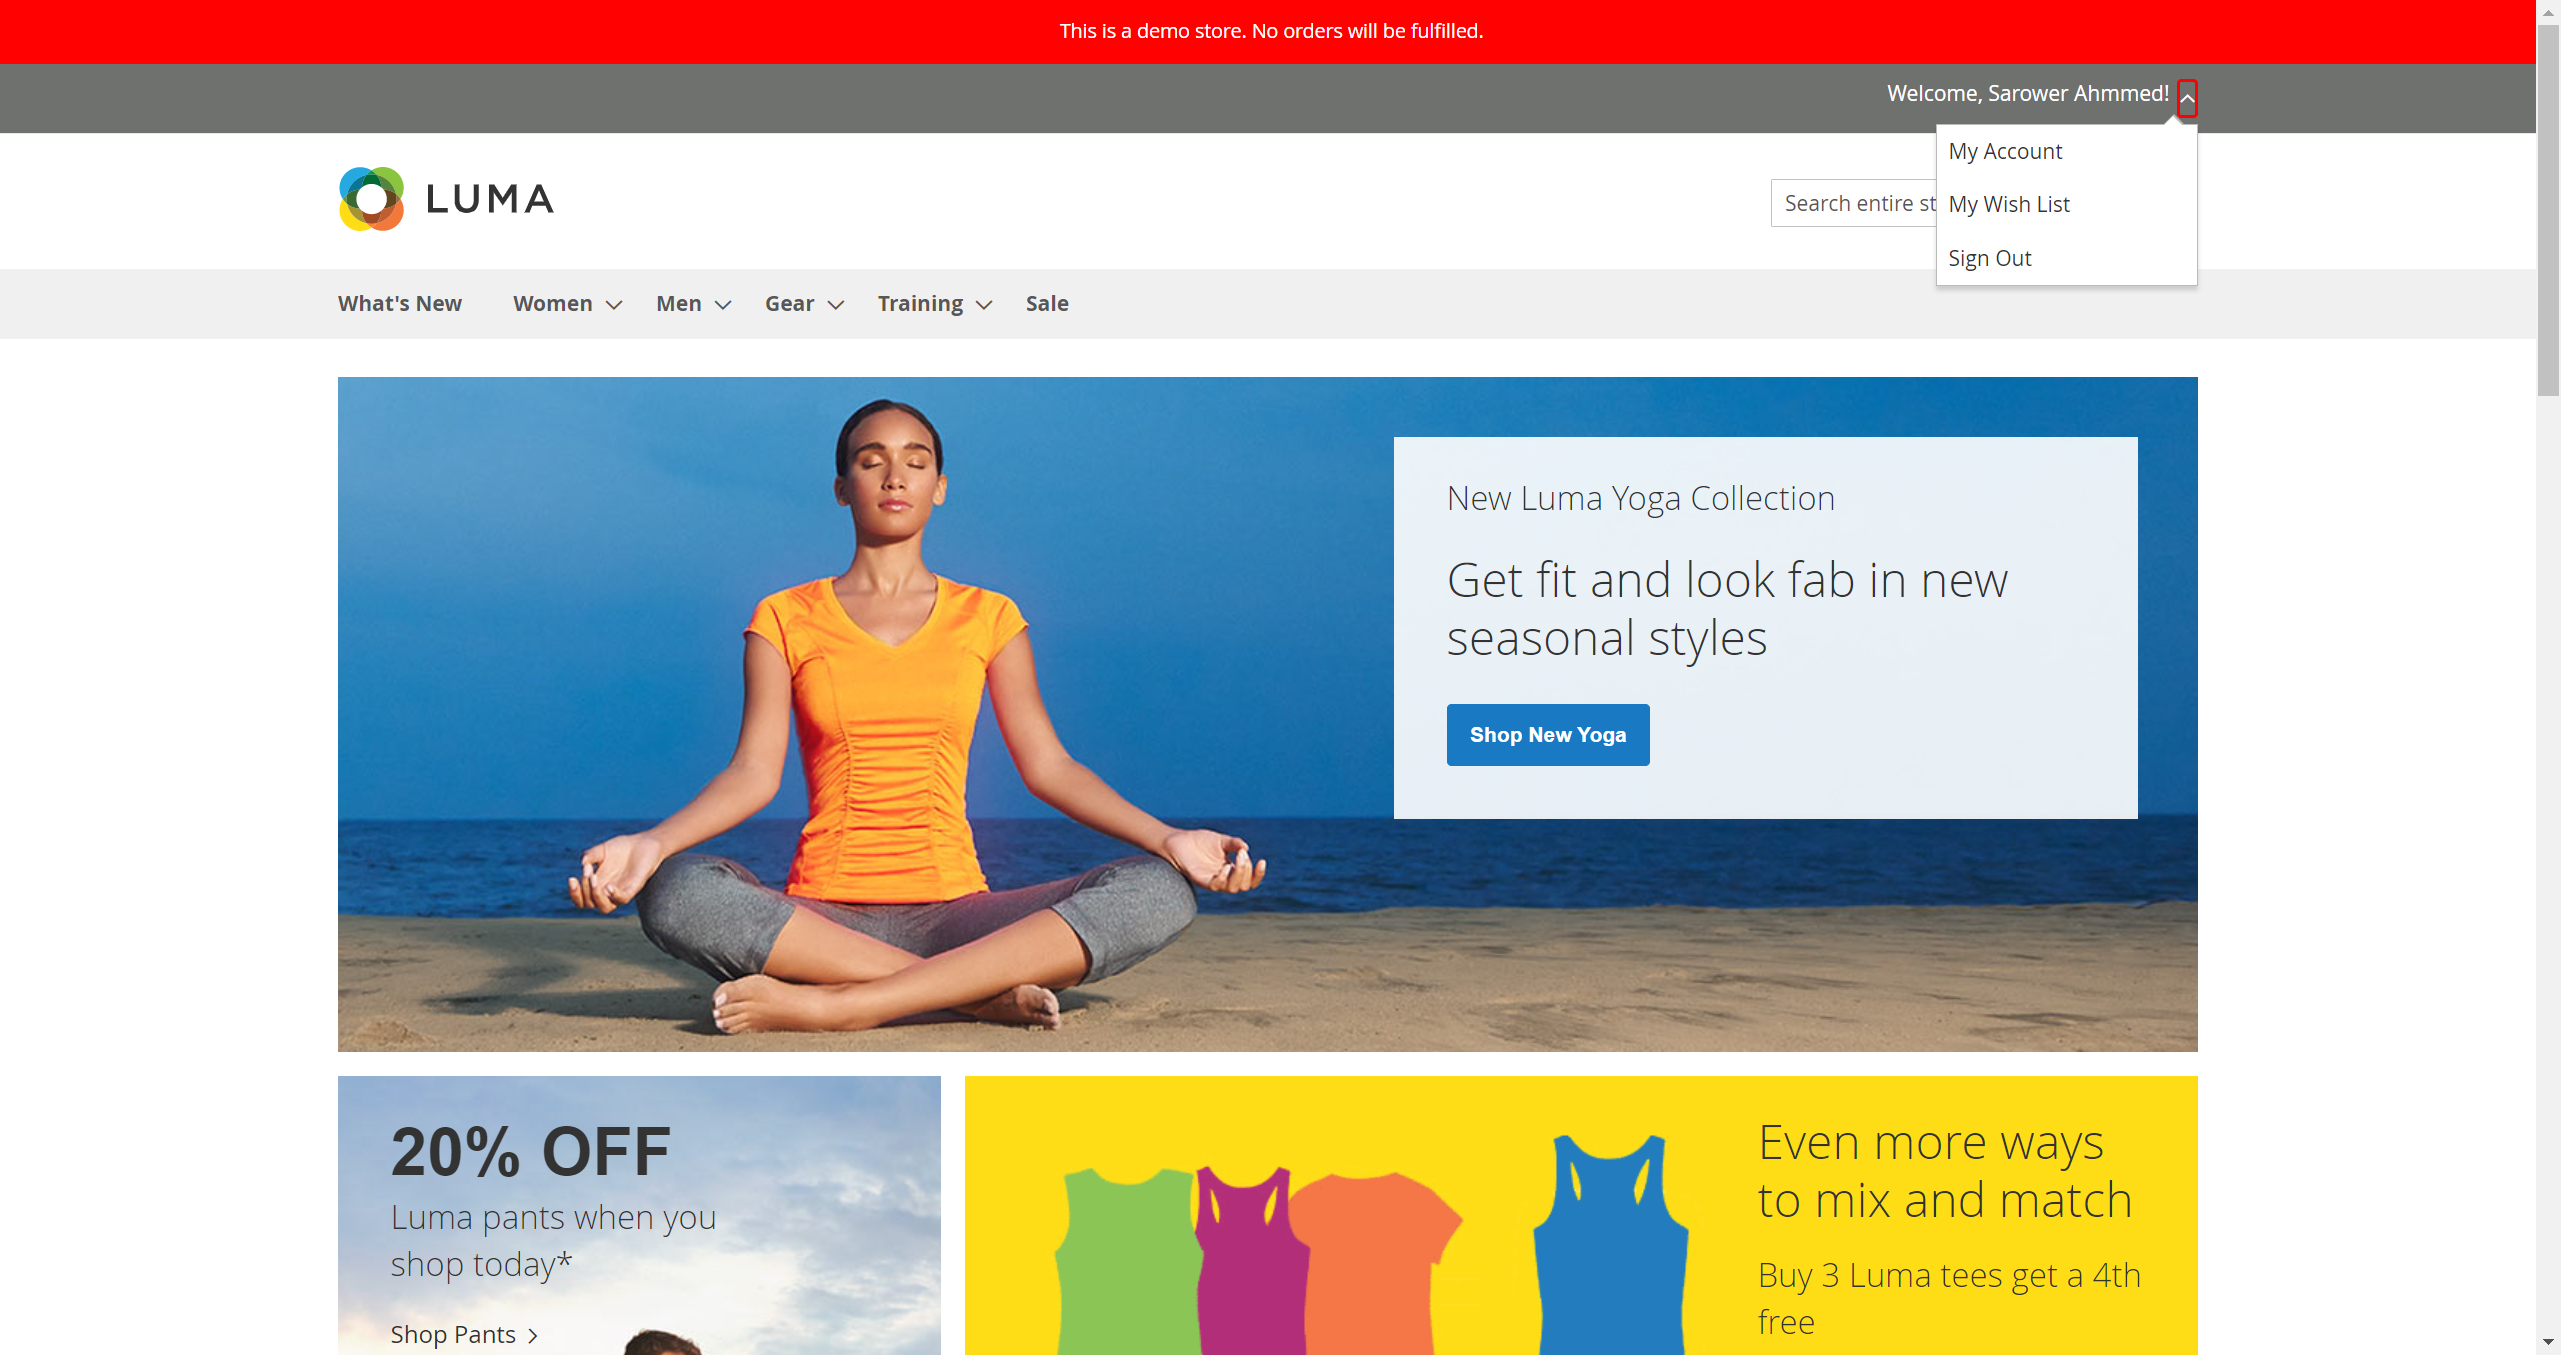 This is a demo store. No orders will be fulfilled.
Welcome, Sarower Ahmmed!
My Account
My Wish List
Sign Out
LUMA
Search entire st
What's New Women Men Gear Training Sale
New Luma Yoga Collection
Get fit and look fab in new
seasonal styles
Shop New Yoga
20% OFF
Luma pants when you
shop today*
Shop Pants
Even more ways
to mix and match
Buy 3 Luma tees get a 4th
free